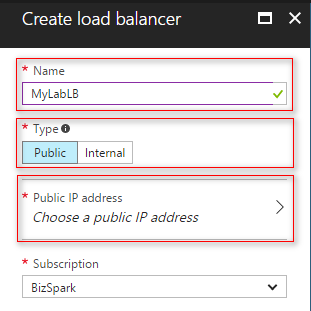 Create load balancer
* Name
MyLabLB
* Type
Public Internal
* Public IP address
Choose a public IP address
* Subscription
BizSpark